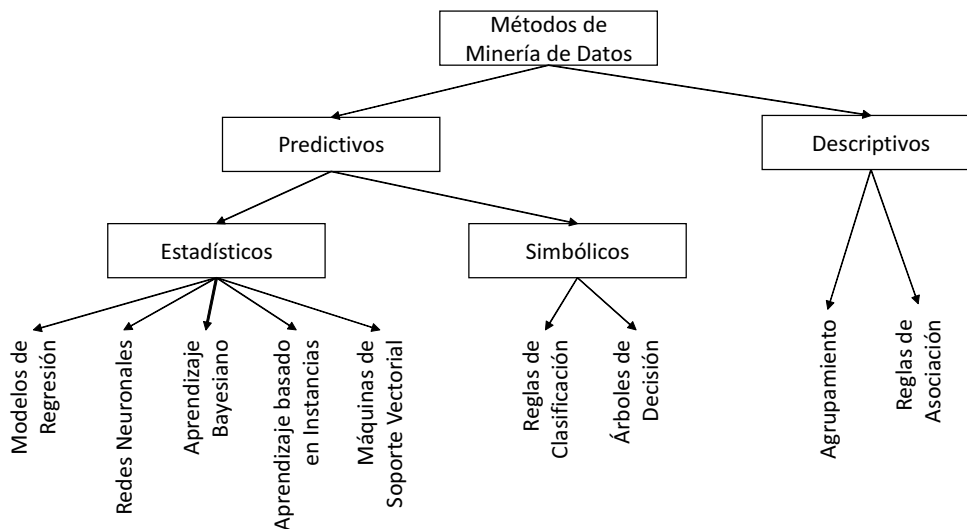 Métodos de
Minería de Datos
Predictivos
Descriptivos
Estadísticos
Simbólicos
Modelos de
Regresión
Redes Neuronales
Aprendizaje
Bayesiano
Aprendizaje basado
en Instancias
Máquinas de
Soporte Vectorial
Reglas de
Clasificación
Árboles de
Decisión
Agrupamiento
Reglas de
Asociación